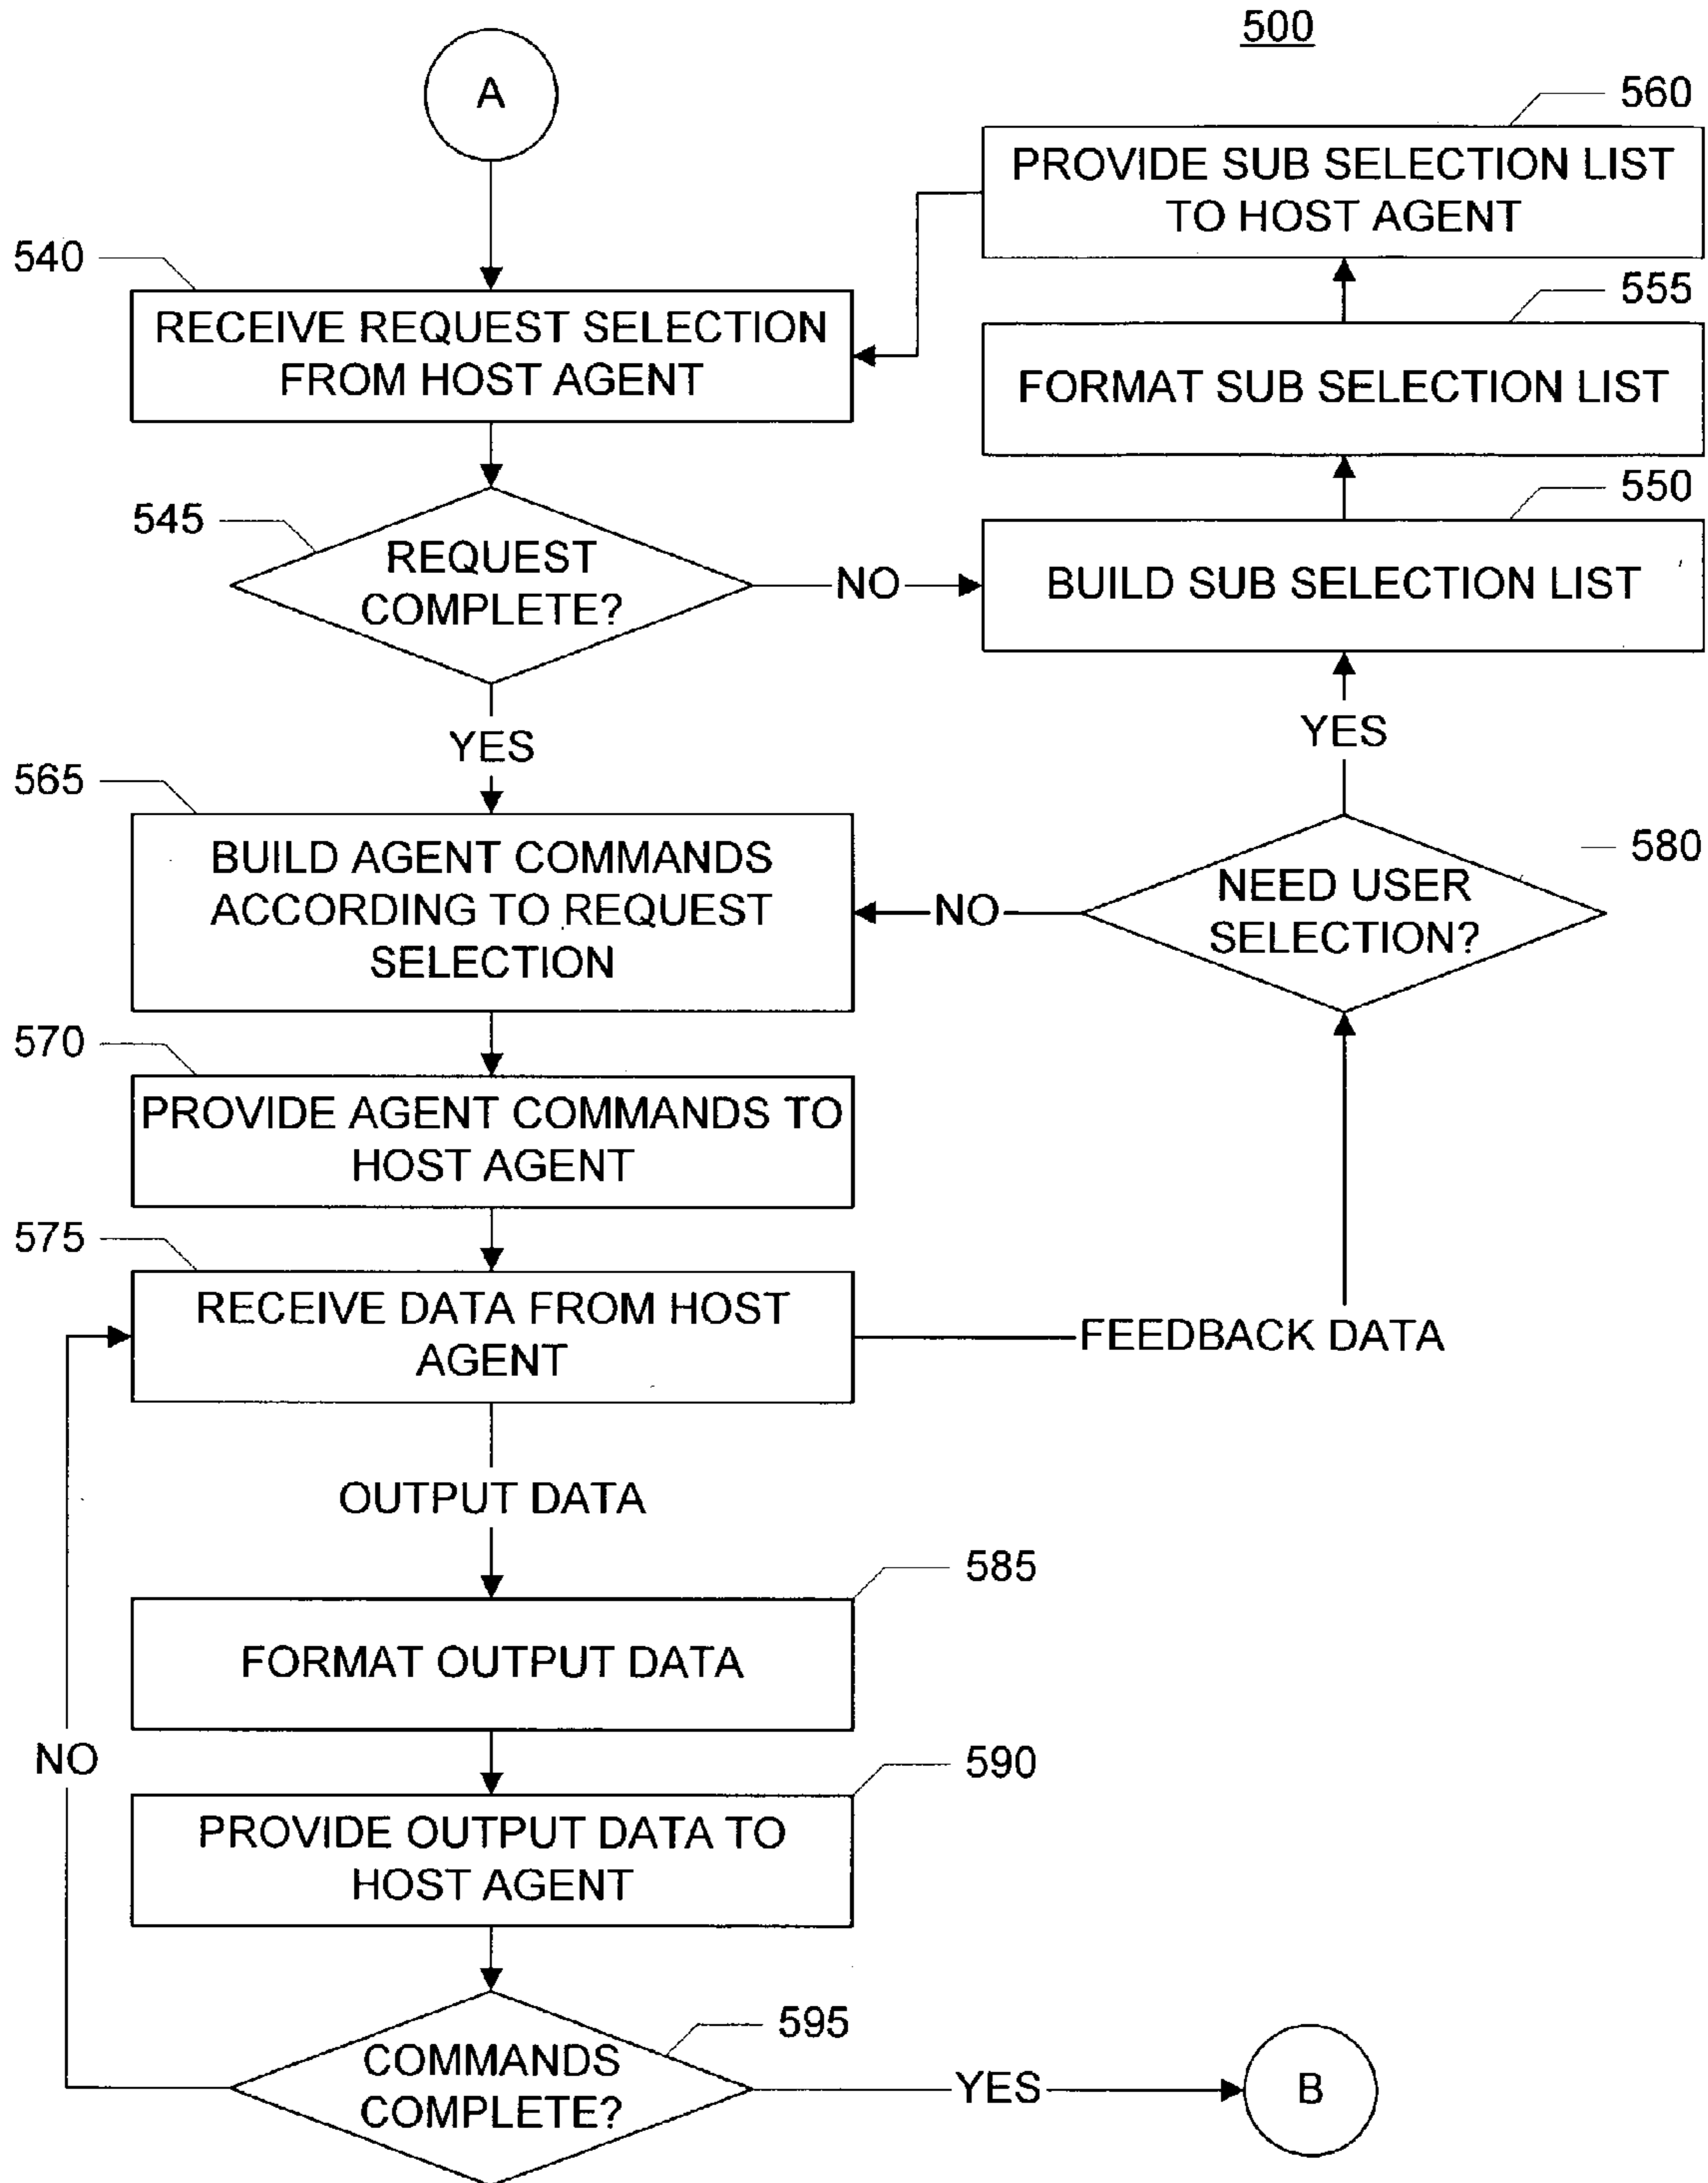 500
A
560
PROVIDE SUB SELECTION LIST
TO HOST AGENT
540
RECEIVE REQUEST SELECTION
FROM HOST AGENT
555
FORMAT SUB SELECTION LIST
545
REQUEST
COMPLETE?
NO
550
BUILD SUB SELECTION LIST
YES
YES
565
BUILD AGENT COMMANDS
ACCORDING TO REQUEST
SELECTION
NO
580
NEED USER
SELECTION?
570
PROVIDE AGENT COMMANDS TO
HOST AGENT
575
RECEIVE DATA FROM HOST
AGENT
FEEDBACK DATA
OUTPUT DATA
585
FORMAT OUTPUT DATA
NO
590
PROVIDE OUTPUT DATA TO
HOST AGENT
595
COMMANDS
COMPLETE?
YES
B